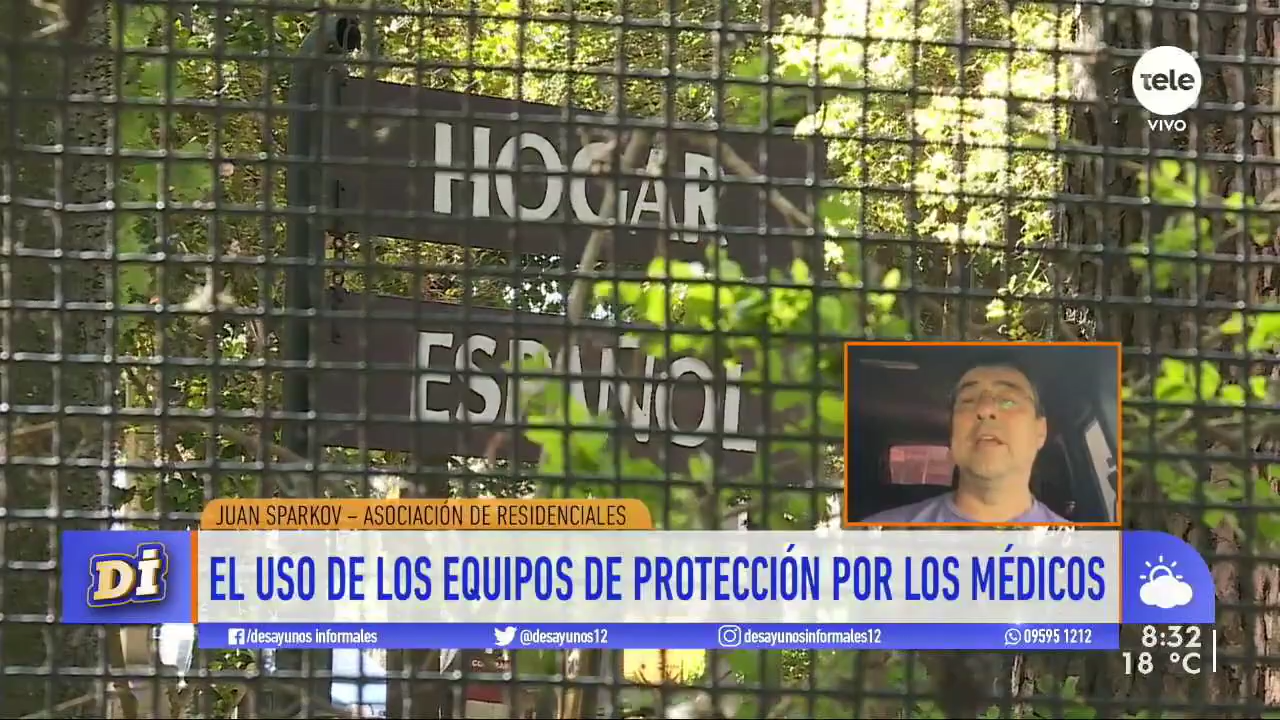 tele
VIVO
HOGAR
ESPAÑOL
JUAN SPARKOV – ASOCIACIÓN DE RESIDENCIALES
Di
EL USO DE LOS EQUIPOS DE PROTECCIÓN POR LOS MÉDICOS
/desayunos informales
@desayunos12
desayunosinformales12
09595 1212
8:32
18 °C